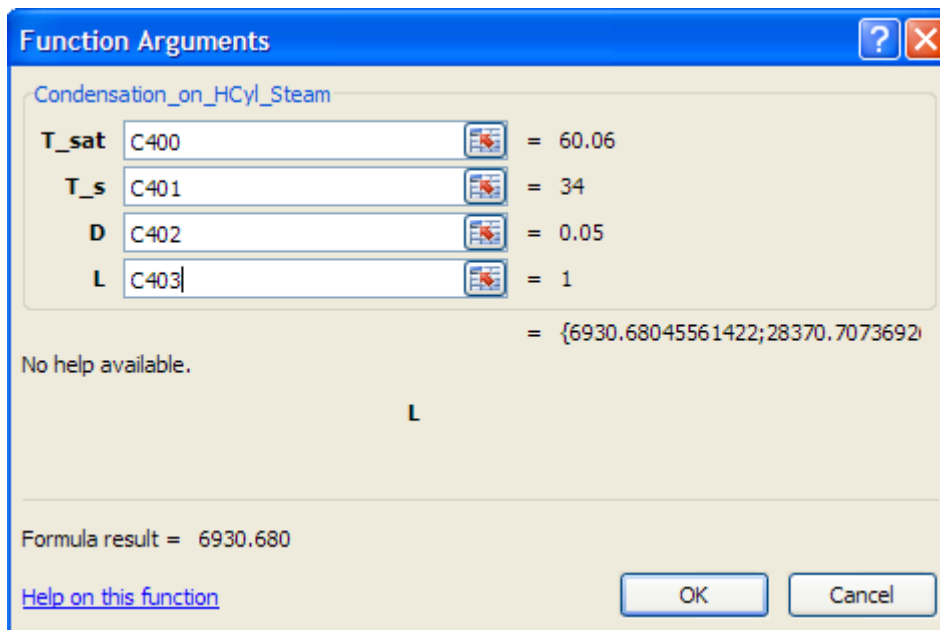 Function Arguments
Condensation_on_HCyl_Steam
T_sat C400 = 60.06
T_s C401 = 34
D C402 = 0.05
L C403 = 1
= {6930.68045561422;28370.7073692
No help available.
L
Formula result = 6930.680
Help on this function OK Cancel